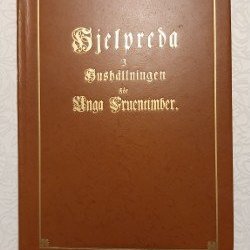 Hjelpreda
I
Hushållningen
För
Unga Fruentimber.